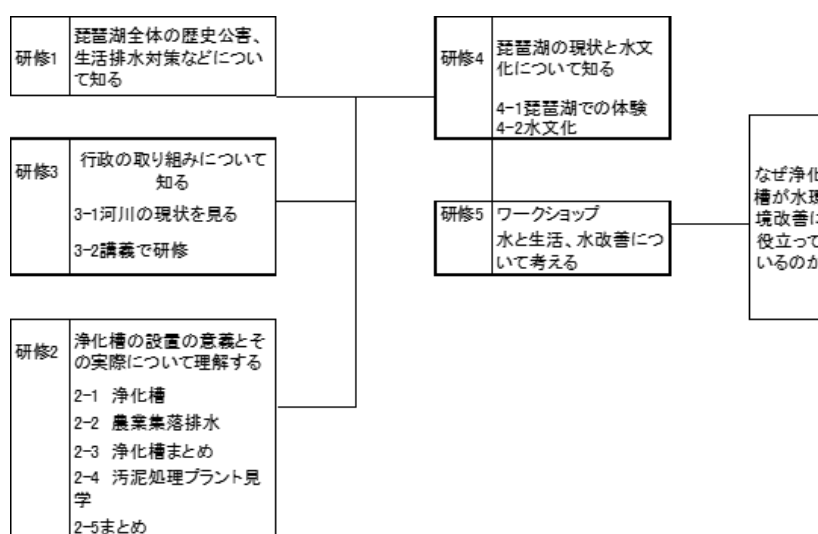 研修1
琵琶湖全体の歴史公害、
生活排水対策などについ
て知る
研修3
行政の取り組みについて
知る
3-1河川の現状を見る
3-2講義で研修
研修2
浄化槽の設置の意義とそ
の実際について理解する
2-1 浄化槽
2-2 農業集落排水
2-3 浄化槽まとめ
2-4 汚泥処理プラント見
学
2-5まとめ
研修4
琵琶湖の現状と水文
化について知る
4-1琵琶湖での体験
4-2水文化
研修5
ワークショップ
水と生活、水改善につ
いて考える
なぜ浄化
槽が水環
境改善に
役立って
いるのか